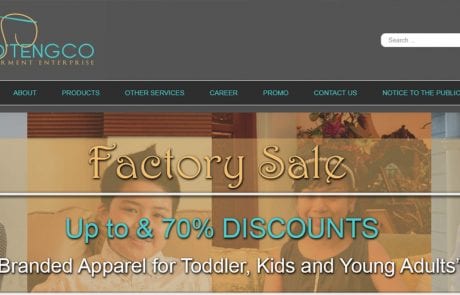 OTENGCO
RMENT ENTERPRISE
Search ...
ABOUT PRODUCTS OTHER SERVICES CAREER PROMO CONTACT US NOTICE TO THE PUBLIC
Factory Sale
Up to & 70% DISCOUNTS
Branded Apparel for Toddler, Kids and Young Adults'